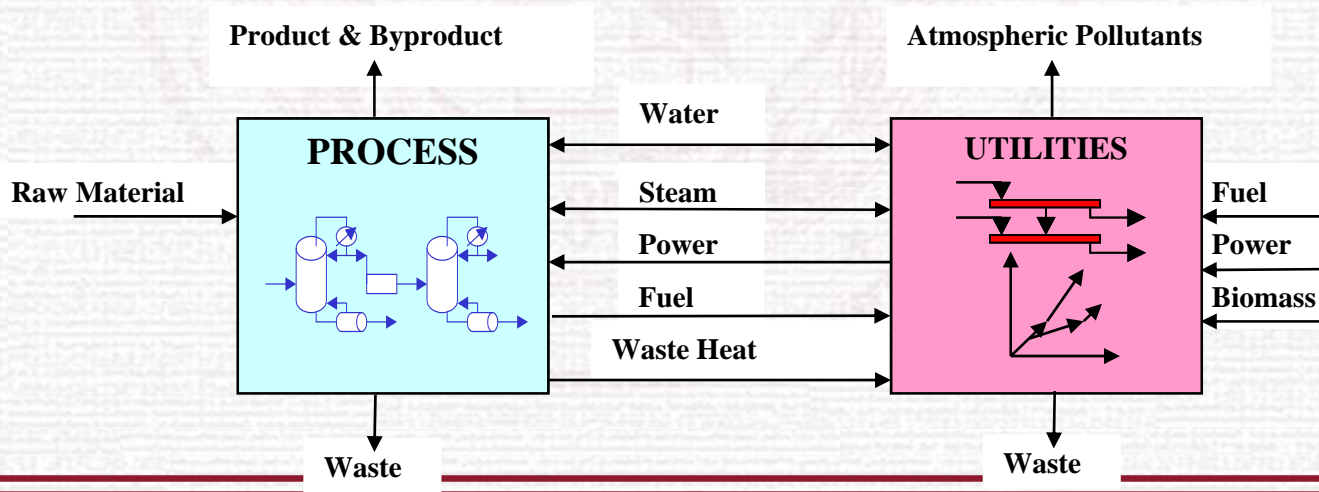 Product & Byproduct
Atmospheric Pollutants
Water
PROCESS
UTILITIES
Raw Material
Steam
Fuel
Power
Power
Fuel
Biomass
Waste Heat
Waste
Waste